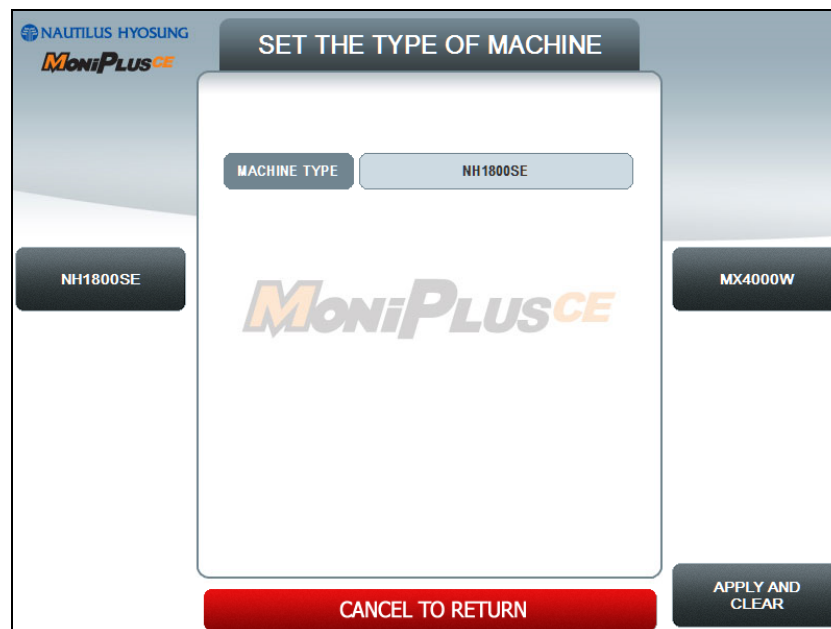 NAUTILUS HYOSUNG
MoniPlusCE
SET THE TYPE OF MACHINE
MACHINE TYPE
NH1800SE
NH1800SE
MX4000W
MoniPlusCE
APPLY AND
CLEAR
CANCEL TO RETURN